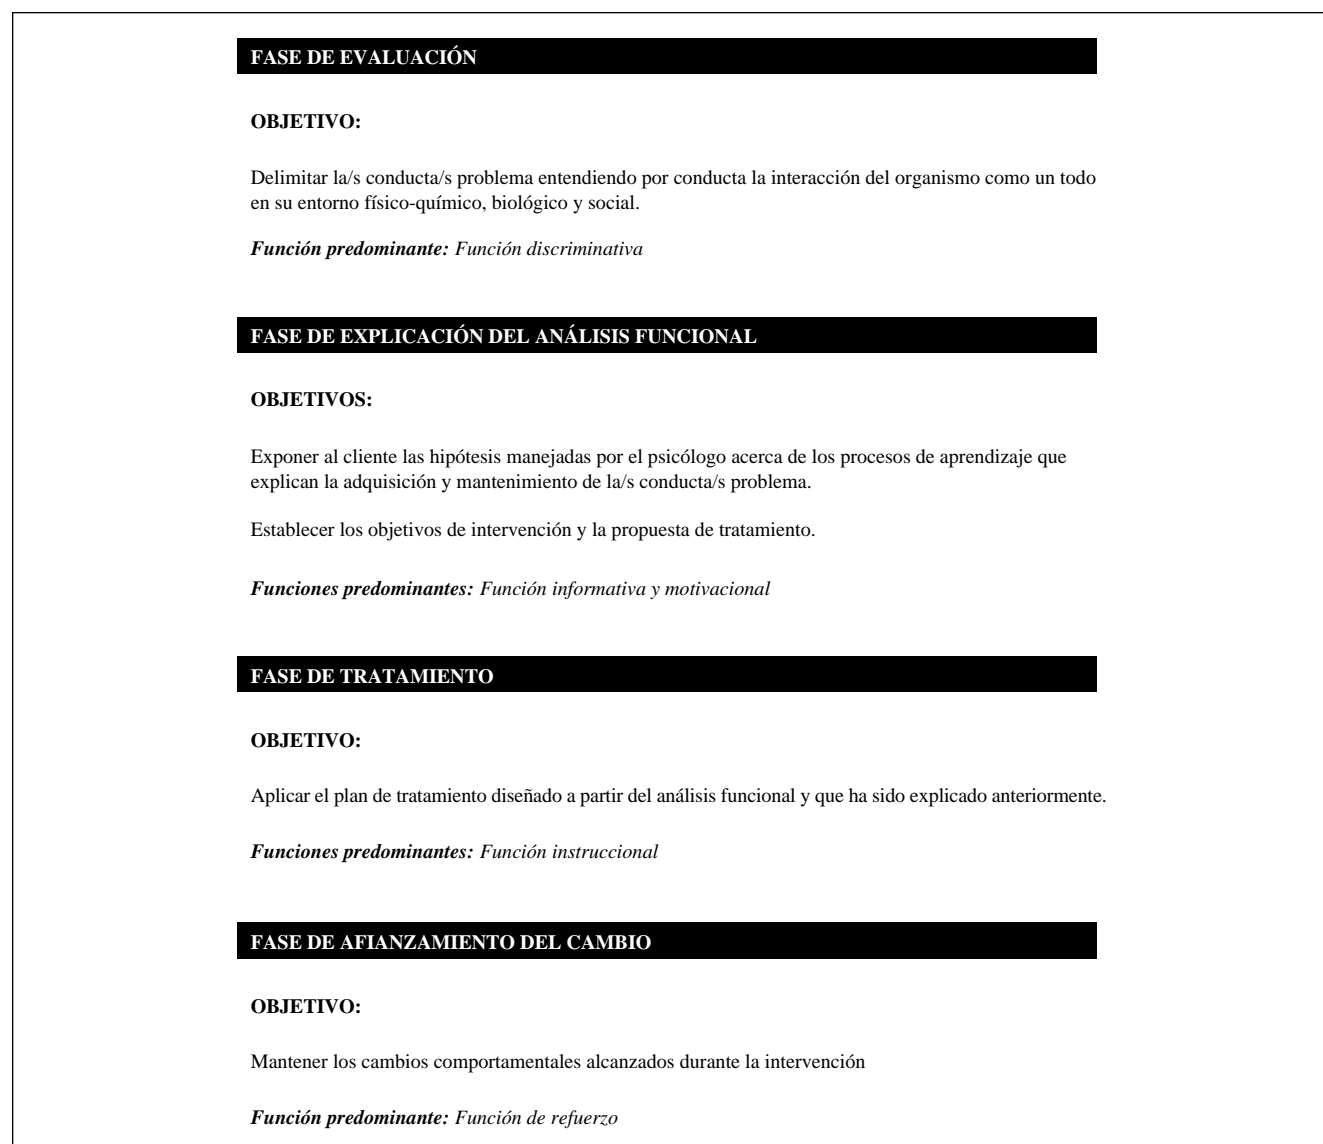 FASE DE EVALUACIÓN
OBJETIVO:
Delimitar la/s conducta/s problema entendiendo por conducta la interacción del organismo como un todo
en su entorno físico-químico, biológico y social.
Función predominante: Función discriminativa
FASE DE EXPLICACIÓN DEL ANÁLISIS FUNCIONAL
OBJETIVOS:
Exponer al cliente las hipótesis manejadas por el psicólogo acerca de los procesos de aprendizaje que
explican la adquisición y mantenimiento de la/s conducta/s problema.
Establecer los objetivos de intervención y la propuesta de tratamiento.
Funciones predominantes: Función informativa y motivacional
FASE DE TRATAMIENTO
OBJETIVO:
Aplicar el plan de tratamiento diseñado a partir del análisis funcional y que ha sido explicado anteriormente.
Funciones predominantes: Función instruccional
FASE DE AFIANZAMIENTO DEL CAMBIO
OBJETIVO:
Mantener los cambios comportamentales alcanzados durante la intervención
Función predominante: Función de refuerzo